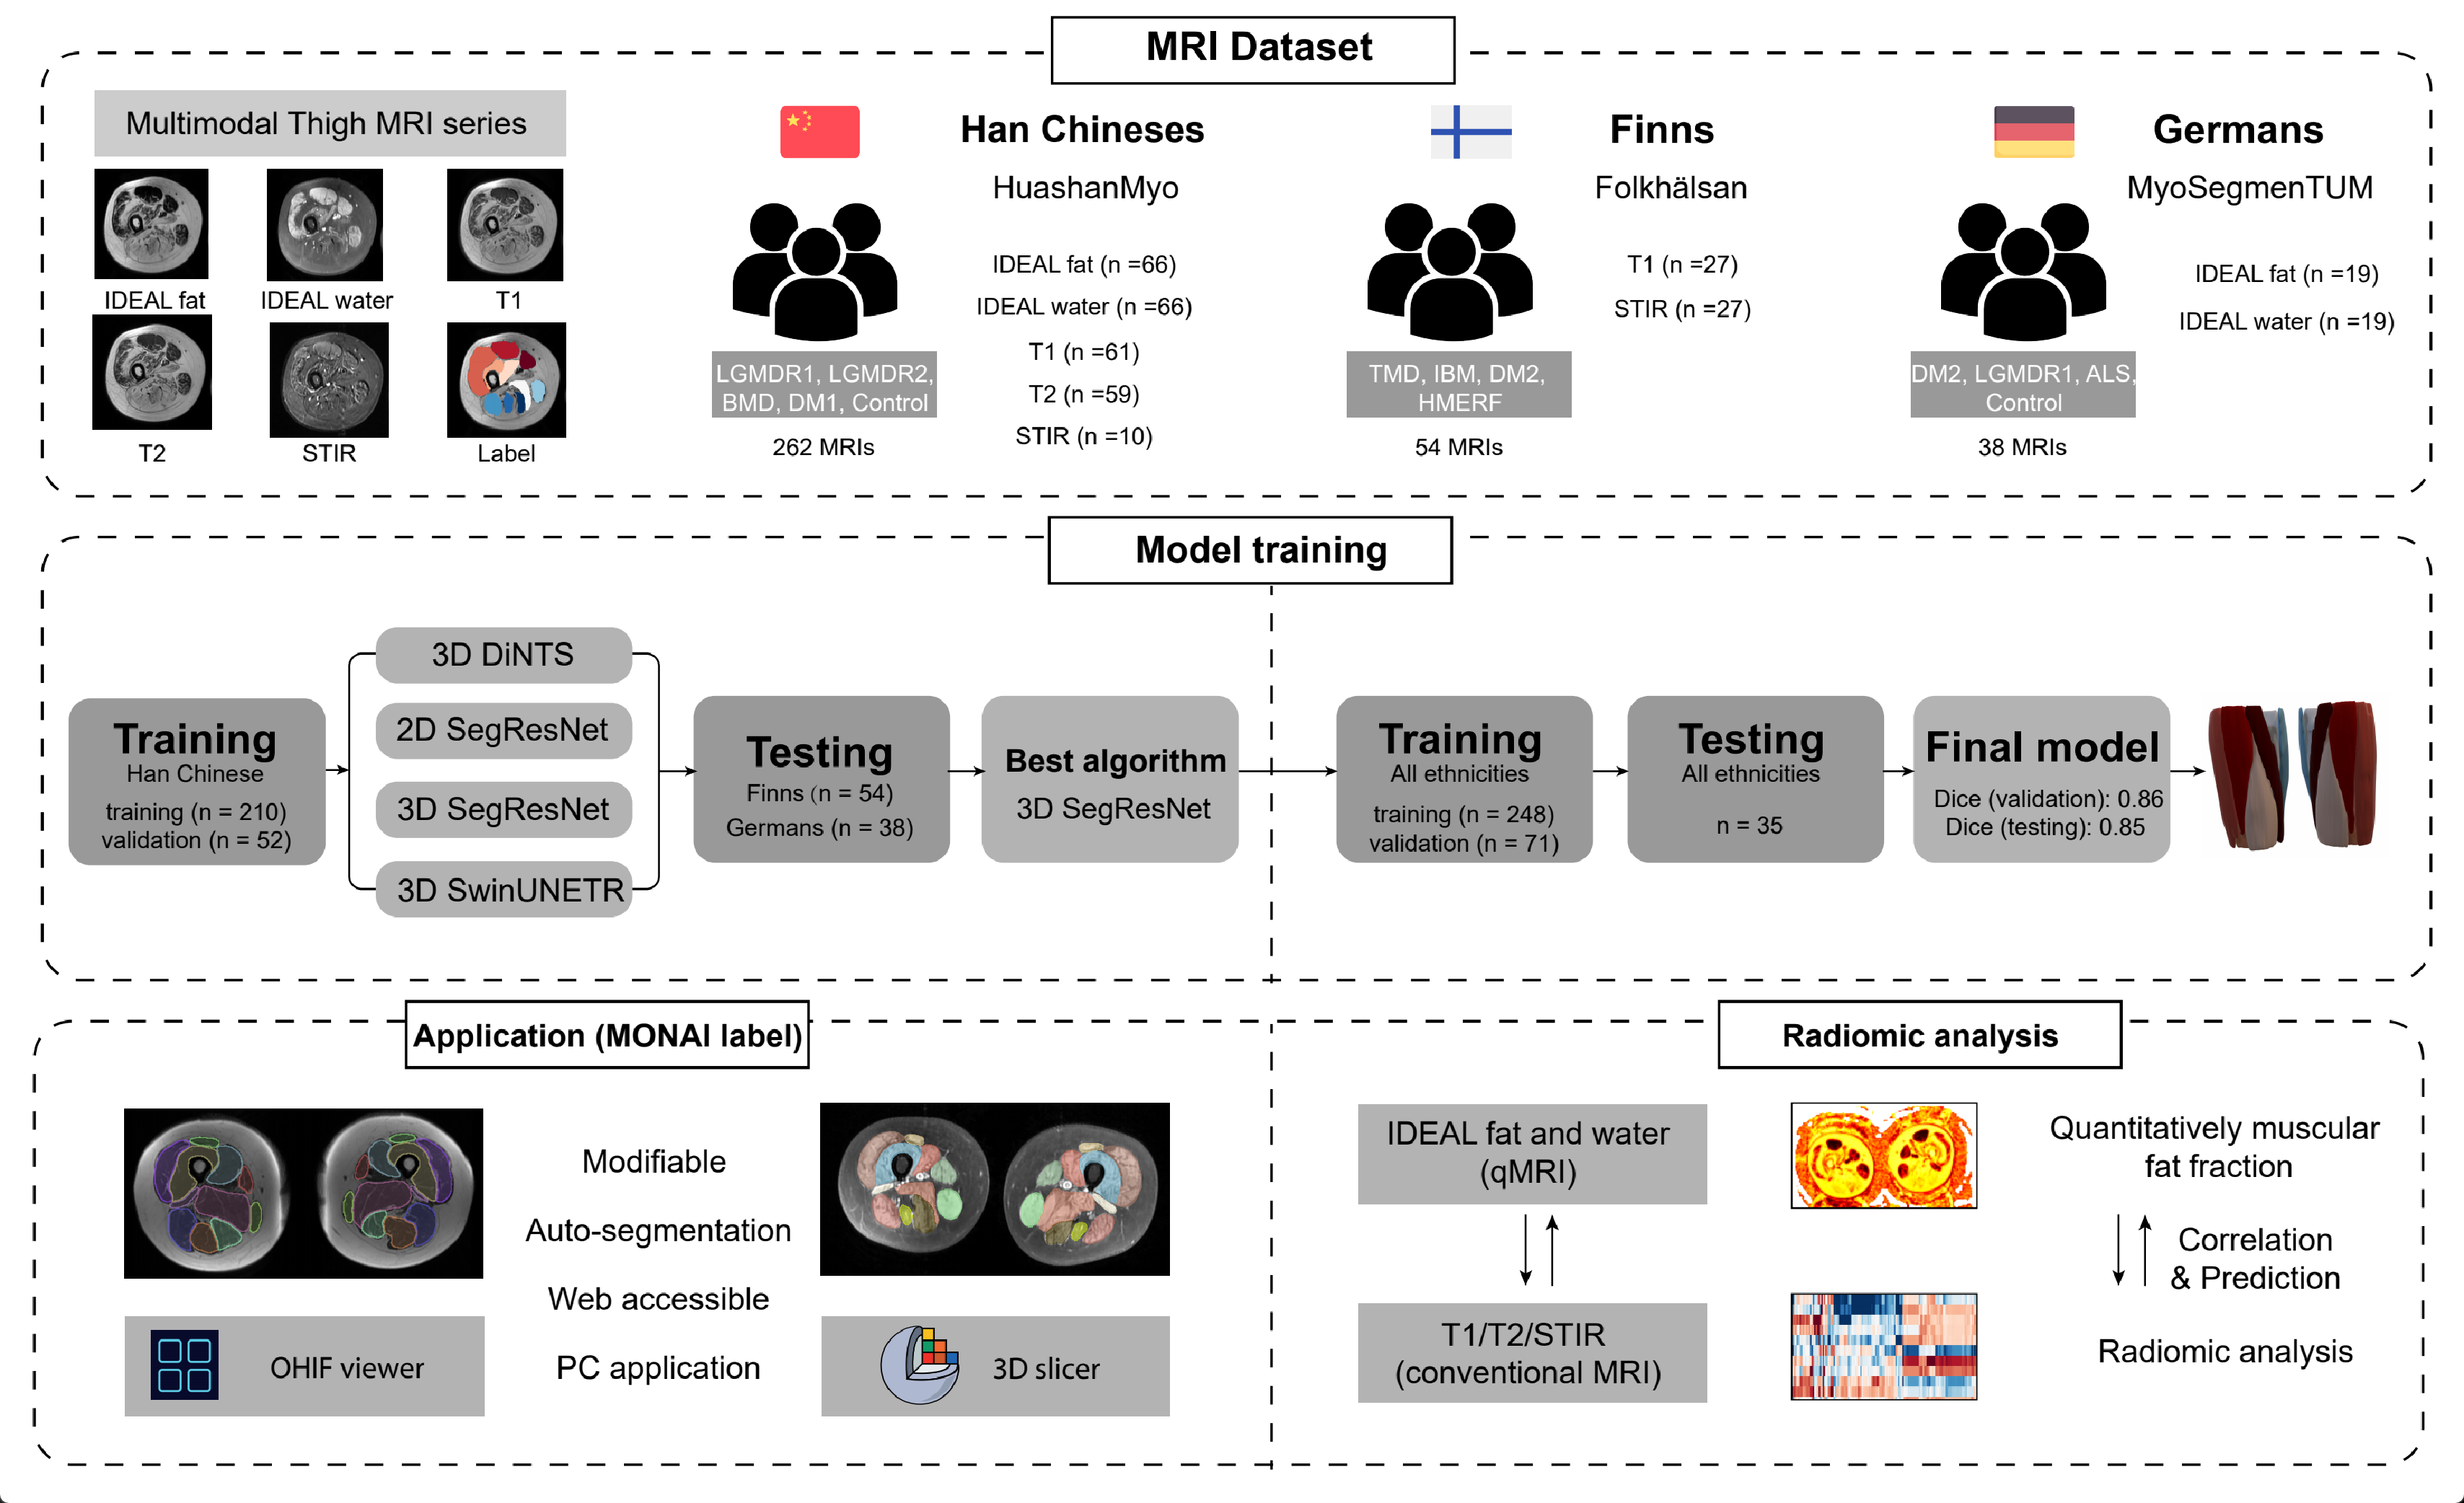 MRI Dataset
Multimodal Thigh MRI series
IDEAL fat
IDEAL water
T1
T2
STIR
Label
Han Chineses
HuashanMyo
IDEAL fat (n =66)
IDEAL water (n =66)
T1 (n =61)
T2 (n =59)
STIR (n =10)
LGMDR1, LGMDR2,
BMD, DM1, Control
262 MRIs
Finns
Folkhälsan
T1 (n =27)
STIR (n =27)
TMD, IBM, DM2,
HMERF
54 MRIs
Germans
MyoSegmenTUM
IDEAL fat (n =19)
IDEAL water (n =19)
DM2, LGMDR1, ALS,
Control
38 MRIs
Model training
Training
Han Chinese
training (n = 210)
validation (n = 52)
3D DiNTS
2D SegResNet
3D SegResNet
3D SwinUNETR
Testing
Finns (n = 54)
Germans (n = 38)
Best algorithm
3D SegResNet
Training
All ethnicities
training (n = 248)
validation (n = 71)
Testing
All ethnicities
n = 35
Final model
Dice (validation): 0.86
Dice (testing): 0.85
Application (MONAI label)
Modifiable
Auto-segmentation
Web accessible
PC application
OHIF viewer
3D slicer
Radiomic analysis
IDEAL fat and water
(qMRI)
T1/T2/STIR
(conventional MRI)
Quantitatively muscular
fat fraction
Correlation
& Prediction
Radiomic analysis